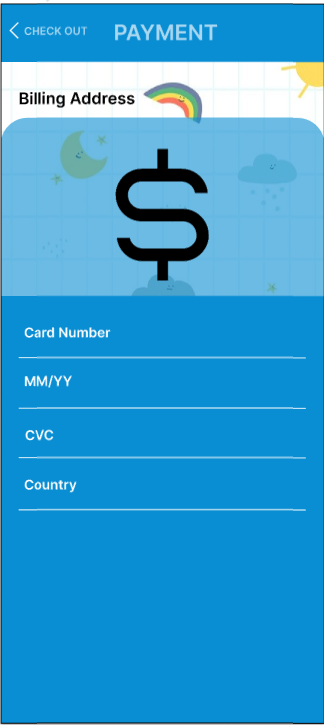 CHECK OUT PAYMENT
Billing Address
$
Card Number
MM/YY
CVC
Country